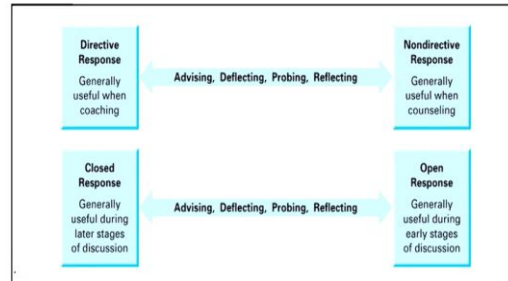 Directive
Response
Generally
useful when
coaching
Advising, Deflecting, Probing, Reflecting
Nondirective
Response
Generally
useful when
counseling
Closed
Response
Generally
useful during
later stages
of discussion
Advising, Deflecting, Probing, Reflecting
Open
Response
Generally
useful during
early stages
of discussion